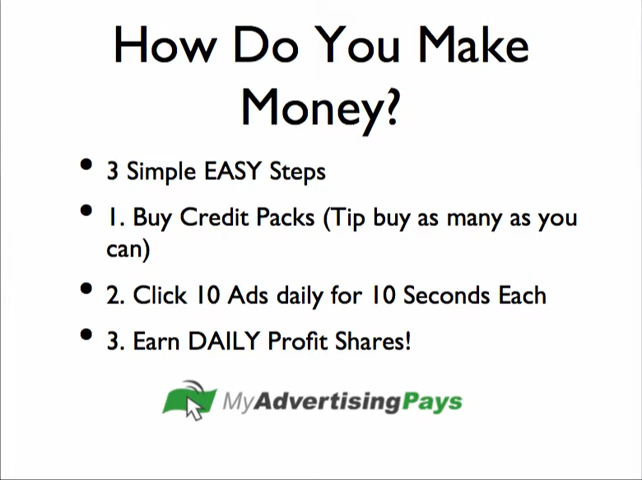 How Do You Make
Money?
• 3 Simple EASY Steps
• 1. Buy Credit Packs (Tip buy as many as you
can)
• 2. Click 10 Ads daily for 10 Seconds Each
• 3. Earn DAILY Profit Shares!
MyAdvertisingPays